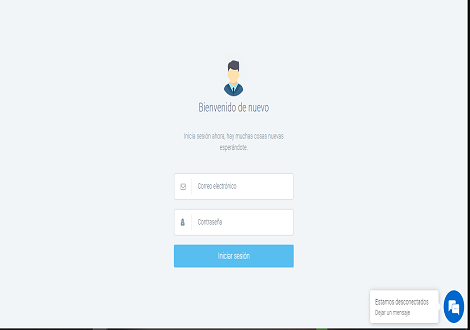 Bienvenido de nuevo
Inicia sesión ahora, hay muchas cosas nuevas
esperándote.
Correo electrónico
Contraseña
Iniciar sesión
Estamos desconectados
Dejar un mensaje